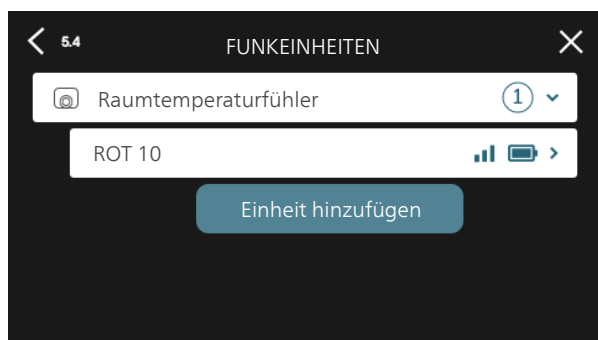 5.4 FUNKEINHEITEN
Raumtemperaturfühler 1
ROT 10
Einheit hinzufügen